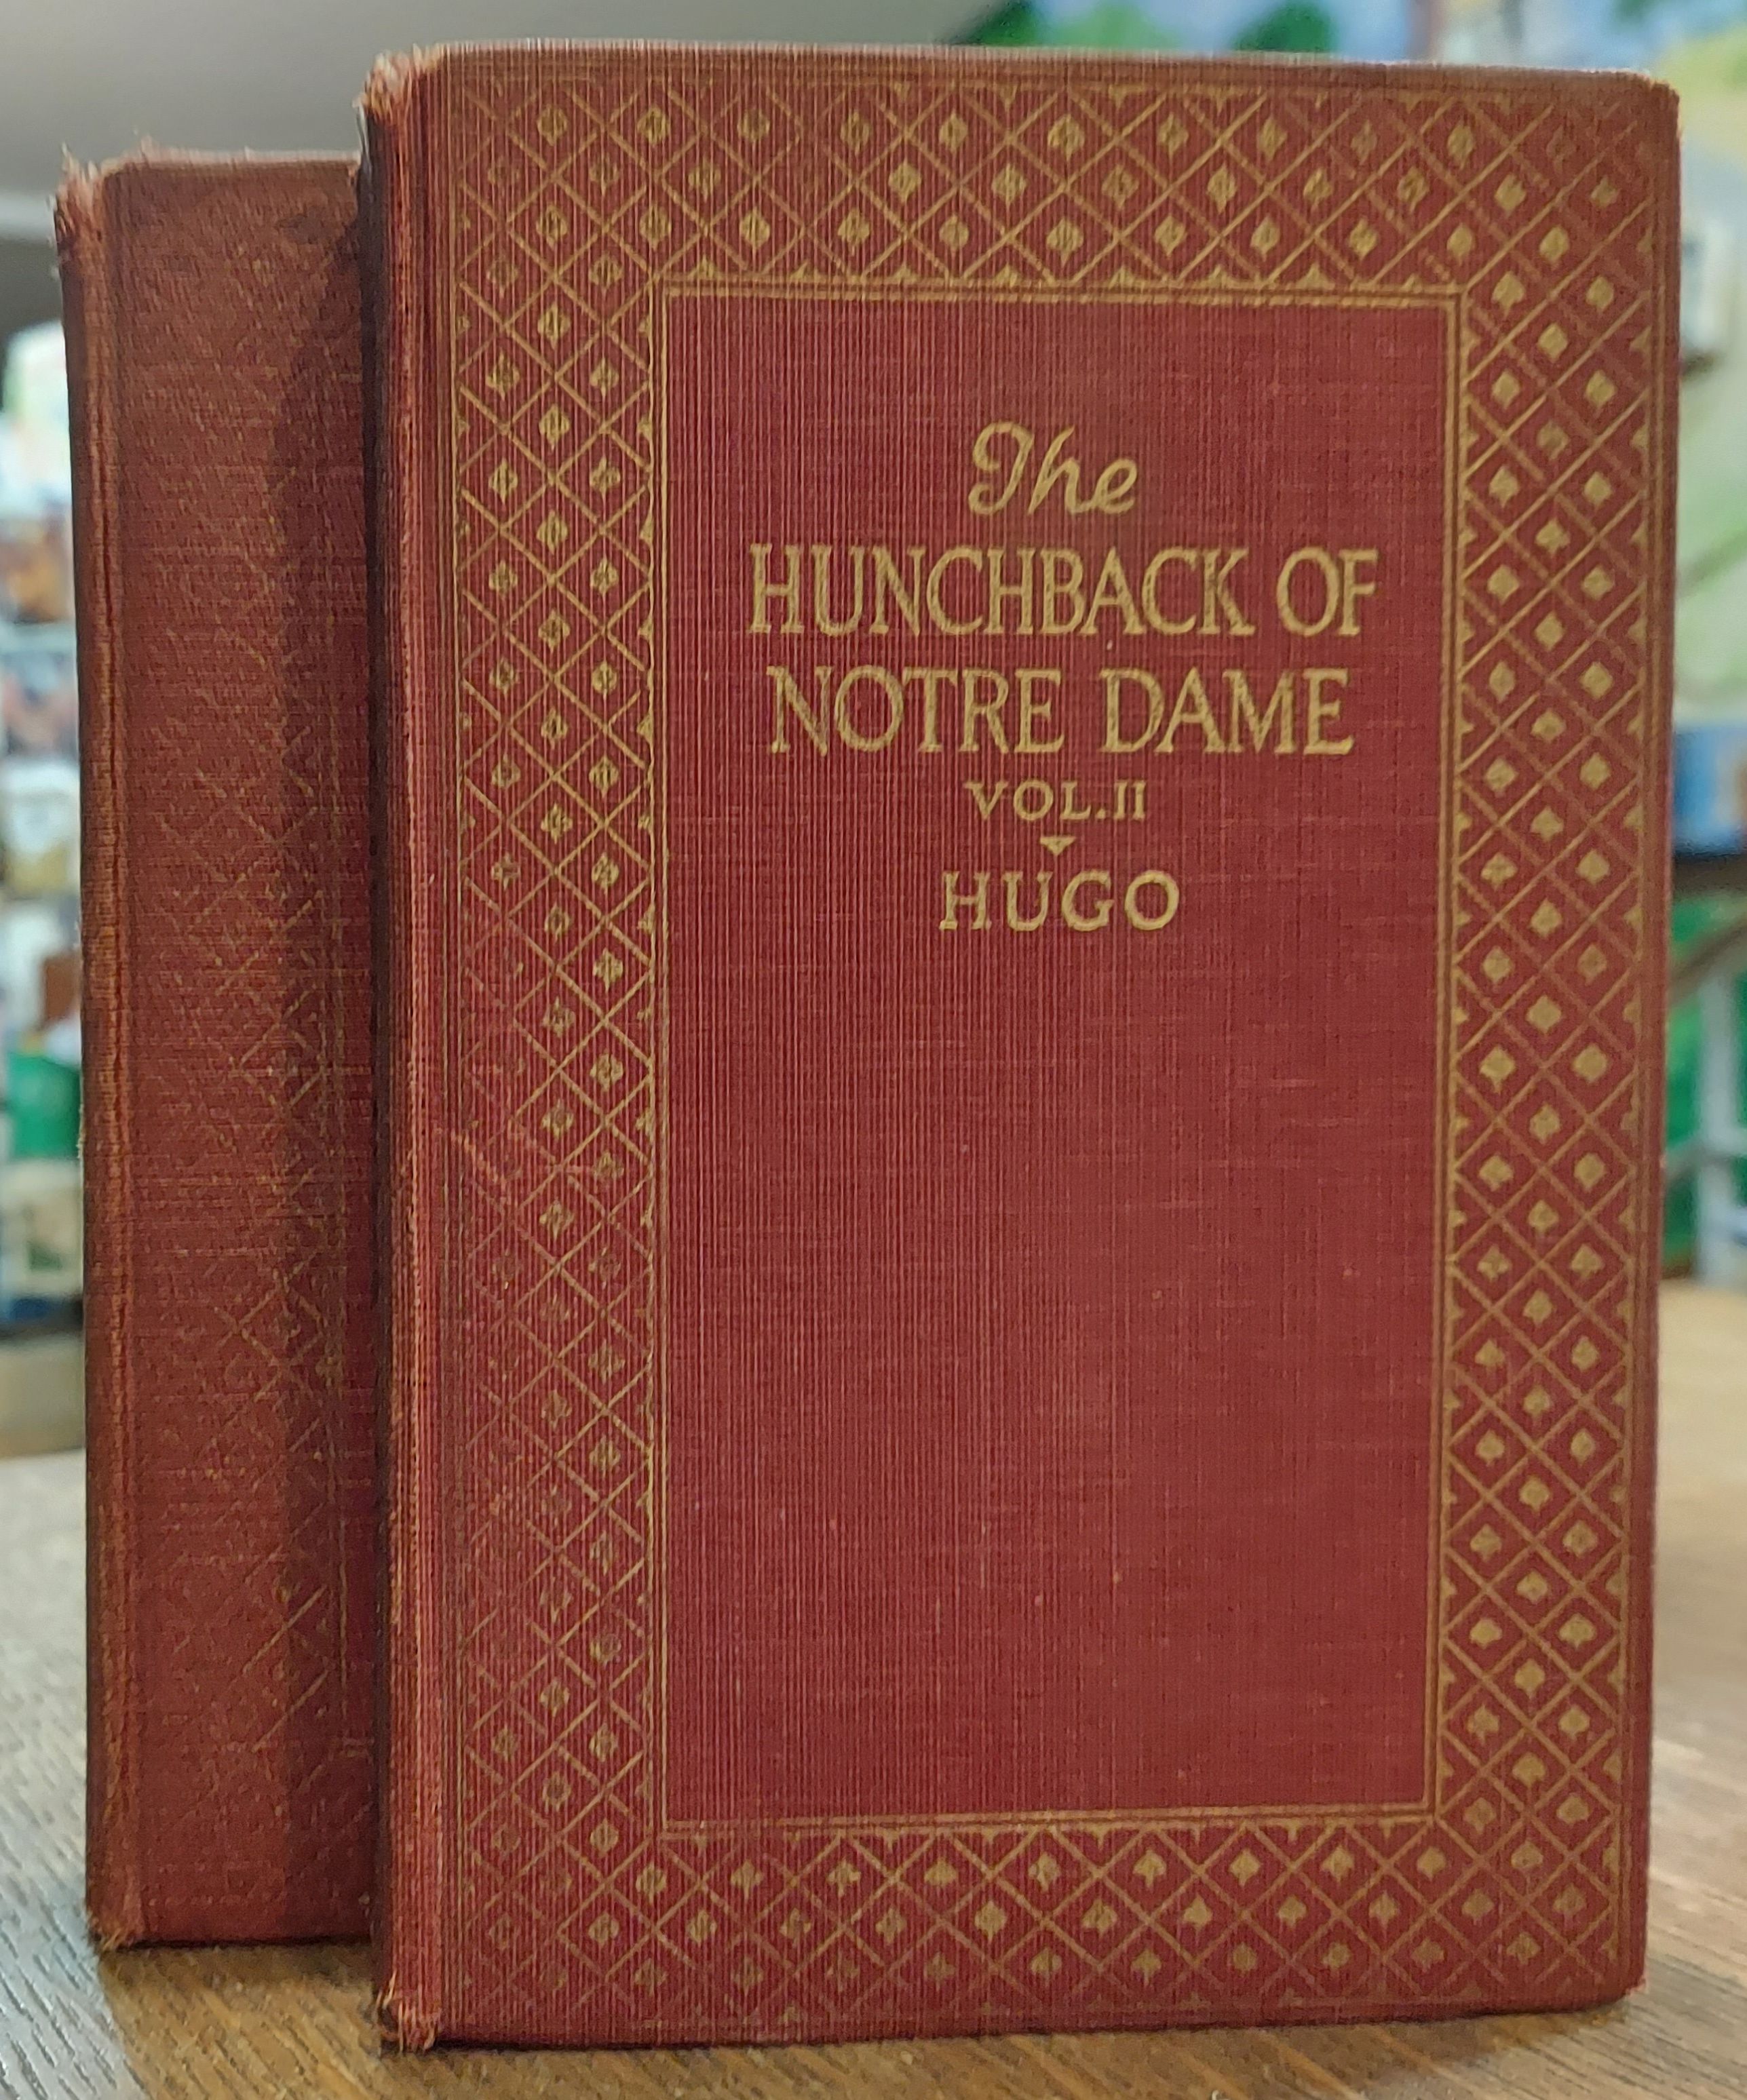 The
HUNCHBACK OF
NOTRE DAME
VOL.II
HUGO